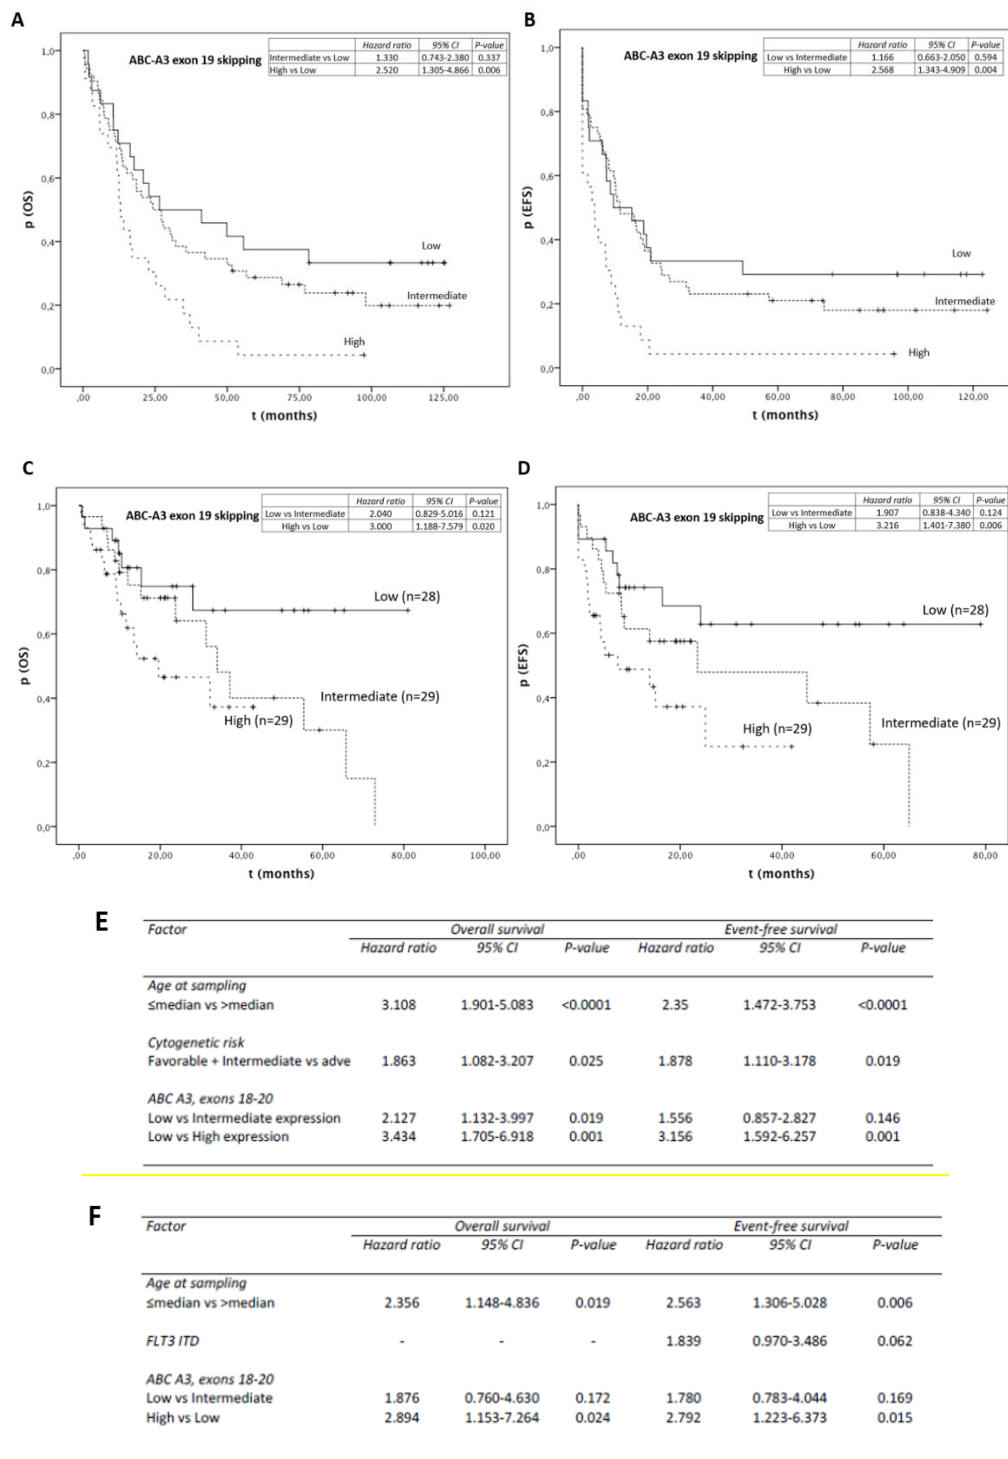 A
ABC-A3 exon 19 skipping
Hazard ratio 95% CI P-value
Intermediate vs Low 1.330 0.743-2.380 0.337
High vs Low 2.520 1.305-4.866 0.006
1,0
0,8
0,6
0,4
0,2
0,0
p (OS)
Low
Intermediate
High
,00 25,00 50,00 75,00 100,00 125,00
t (months)
B
ABC-A3 exon 19 skipping
Hazard ratio 95% CI P-value
Low vs Intermediate 1.166 0.663-2.050 0.594
High vs Low 2.568 1.343-4.909 0.004
1,0
0,8
0,6
0,4
0,2
0,0
p (EFS)
Low
Intermediate
High
,00 20,00 40,00 60,00 80,00 100,00 120,00
t (months)
C
ABC-A3 exon 19 skipping
Hazard ratio 95% CI P-value
Low vs Intermediate 2.040 0.829-5.016 0.121
High vs Low 3.000 1.188-7.579 0.020
1,0
0,8
0,6
0,4
0,2
0,0
p (OS)
Low (n=28)
Intermediate (n=29)
High (n=29)
,00 20,00 40,00 60,00 80,00 100,00
t (months)
D
ABC-A3 exon 19 skipping
Hazard ratio 95% CI P-value
Low vs Intermediate 1.907 0.838-4.340 0.124
High vs Low 3.216 1.401-7.380 0.006
1,0
0,8
0,6
0,4
0,2
0,0
p (EFS)
Low (n=28)
Intermediate (n=29)
High (n=29)
,00 20,00 40,00 60,00 80,00
t (months)
E
Factor Overall survival Event-free survival
Hazard ratio 95% CI P-value Hazard ratio 95% CI P-value
Age at sampling
≤median vs >median 3.108 1.901-5.083 <0.0001 2.35 1.472-3.753 <0.0001
Cytogenetic risk
Favorable + Intermediate vs adve 1.863 1.082-3.207 0.025 1.878 1.110-3.178 0.019
ABC A3, exons 18-20
Low vs Intermediate expression 2.127 1.132-3.997 0.019 1.556 0.857-2.827 0.146
Low vs High expression 3.434 1.705-6.918 0.001 3.156 1.592-6.257 0.001
F
Factor Overall survival Event-free survival
Hazard ratio 95% CI P-value Hazard ratio 95% CI P-value
Age at sampling
≤median vs >median 2.356 1.148-4.836 0.019 2.563 1.306-5.028 0.006
FLT3 ITD - - - 1.839 0.970-3.486 0.062
ABC A3, exons 18-20
Low vs Intermediate 1.876 0.760-4.630 0.172 1.780 0.783-4.044 0.169
High vs Low 2.894 1.153-7.264 0.024 2.792 1.223-6.373 0.015